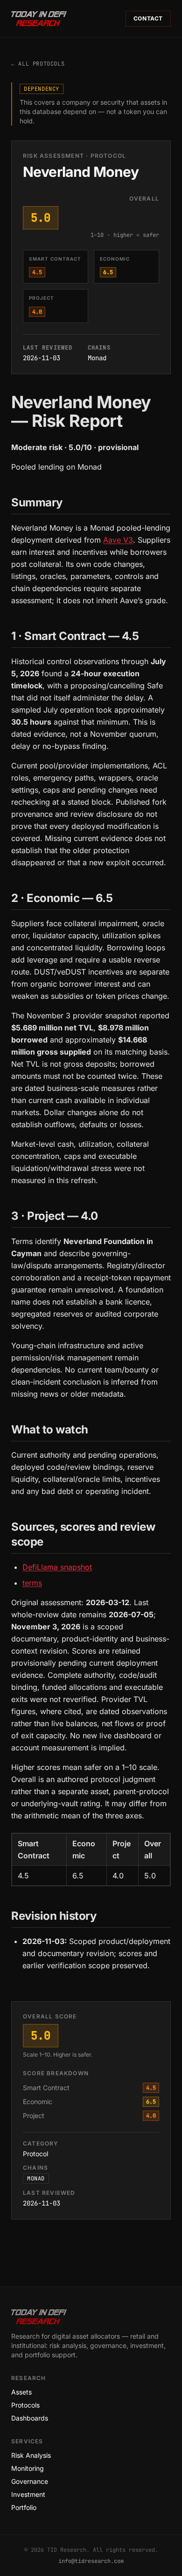 TODAY IN DEFI
RESEARCH
CONTACT
← ALL PROTOCOLS
DEPENDENCY
This covers a company or security that assets in
this database depend on — not a token you can
hold.
RISK ASSESSMENT · PROTOCOL
Neverland Money
OVERALL
5.0
1–10 · higher = safer
SMART CONTRACT
4.5
ECONOMIC
6.5
PROJECT
4.0
LAST REVIEWED
2026-11-03
CHAINS
Monad
Neverland Money
— Risk Report
Moderate risk · 5.0/10 · provisional
Pooled lending on Monad
Summary
Neverland Money is a Monad pooled-lending
deployment derived from Aave V3. Suppliers
earn interest and incentives while borrowers
post collateral. Its own code changes,
listings, oracles, parameters, controls and
chain dependencies require separate
assessment; it does not inherit Aave's grade.
1 · Smart Contract — 4.5
Historical control observations through July
5, 2026 found a 24-hour execution
timelock, with a proposing/cancelling Safe
that did not itself administer the delay. A
sampled July operation took approximately
30.5 hours against that minimum. This is
dated evidence, not a November quorum,
delay or no-bypass finding.
Current pool/provider implementations, ACL
roles, emergency paths, wrappers, oracle
settings, caps and pending changes need
rechecking at a stated block. Published fork
provenance and review disclosure do not
prove that every deployed modification is
covered. Missing current evidence does not
establish that the older protection
disappeared or that a new exploit occurred.
2 · Economic — 6.5
Suppliers face collateral impairment, oracle
error, liquidator capacity, utilization spikes
and concentrated liquidity. Borrowing loops
add leverage and require a usable reverse
route. DUST/veDUST incentives are separate
from organic borrower interest and can
weaken as subsidies or token prices change.
The November 3 provider snapshot reported
$5.689 million net TVL, $8.978 million
borrowed and approximately $14.668
million gross supplied on its matching basis.
Net TVL is not gross deposits; borrowed
amounts must not be counted twice. These
are dated business-scale measures rather
than current cash available in individual
markets. Dollar changes alone do not
establish outflows, defaults or losses.
Market-level cash, utilization, collateral
concentration, caps and executable
liquidation/withdrawal stress were not
measured in this refresh.
3 · Project — 4.0
Terms identify Neverland Foundation in
Cayman and describe governing-
law/dispute arrangements. Registry/director
corroboration and a receipt-token repayment
guarantee remain unresolved. A foundation
name does not establish a bank licence,
segregated reserves or audited corporate
solvency.
Young-chain infrastructure and active
permission/risk management remain
dependencies. No current team/bounty or
clean-incident conclusion is inferred from
missing news or older metadata.
What to watch
Current authority and pending operations,
deployed code/review bindings, reserve
liquidity, collateral/oracle limits, incentives
and any bad debt or operating incident.
Sources, scores and review
scope
• DefiLlama snapshot
• terms
Original assessment: 2026-03-12. Last
whole-review date remains 2026-07-05;
November 3, 2026 is a scoped
documentary, product-identity and business-
context revision. Scores are retained
provisionally pending current deployment
evidence. Complete authority, code/audit
binding, funded allocations and executable
exits were not reverified. Provider TVL
figures, where cited, are dated observations
rather than live balances, not flows or proof
of exit capacity. No new live dashboard or
account measurement is implied.
Higher scores mean safer on a 1–10 scale.
Overall is an authored protocol judgment
rather than a separate asset, parent-protocol
or underlying-vault rating. It may differ from
the arithmetic mean of the three axes.
Smart Contract Economic Project Overall
4.5 6.5 4.0 5.0
Revision history
• 2026-11-03: Scoped product/deployment
and documentary revision; scores and
earlier verification scope preserved.
OVERALL SCORE
5.0
Scale 1–10. Higher is safer.
SCORE BREAKDOWN
Smart Contract 4.5
Economic 6.5
Project 4.0
CATEGORY
Protocol
CHAINS
MONAD
LAST REVIEWED
2026-11-03
TODAY IN DEFI
RESEARCH
Research for digital asset allocators — retail and
institutional: risk analysis, governance, investment,
and portfolio support.
RESEARCH
Assets
Protocols
Dashboards
SERVICES
Risk Analysis
Monitoring
Governance
Investment
Portfolio
© 2026 TID Research. All rights reserved.
info@tidresearch.com